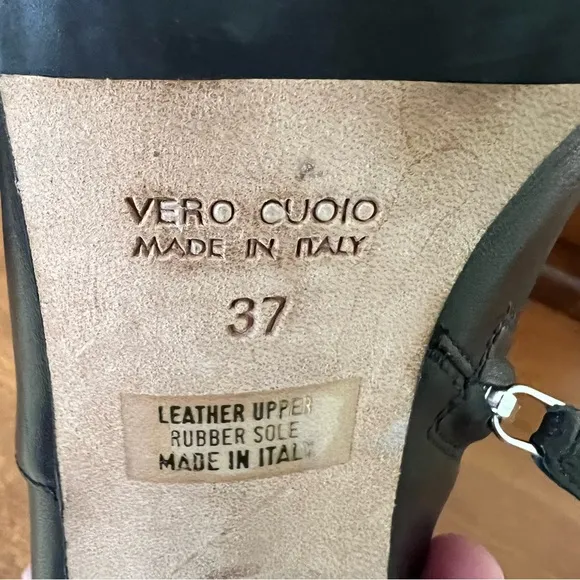 VERO CUOIO
MADE IN ITALY
37
LEATHER UPPER
RUBBER SOLE
MADE IN ITALY